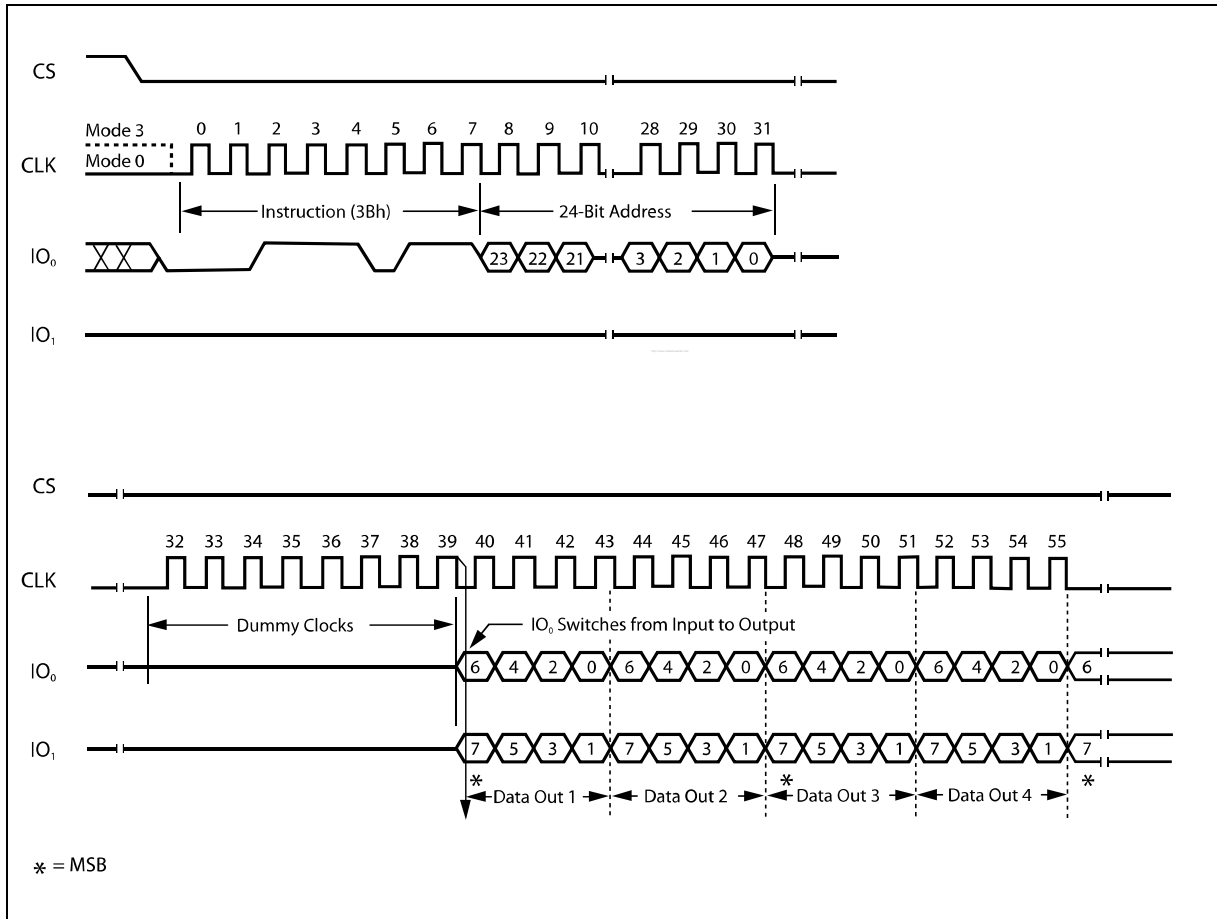 CS
Mode 3
0 1 2 3 4 5 6 7 8 9 10 28 29 30 31
Mode 0
CLK
Instruction (3Bh) 24-Bit Address
IO₀ 23 22 21 3 2 1 0
IO₁
CS
32 33 34 35 36 37 38 39 40 41 42 43 44 45 46 47 48 49 50 51 52 53 54 55
CLK
Dummy Clocks IO₀ Switches from Input to Output
IO₀ 6 4 2 0 6 4 2 0 6 4 2 0 6 4 2 0 6
IO₁ 7 5 3 1 7 5 3 1 7 5 3 1 7 5 3 1 7
* * *
Data Out 1 Data Out 2 Data Out 3 Data Out 4
* = MSB